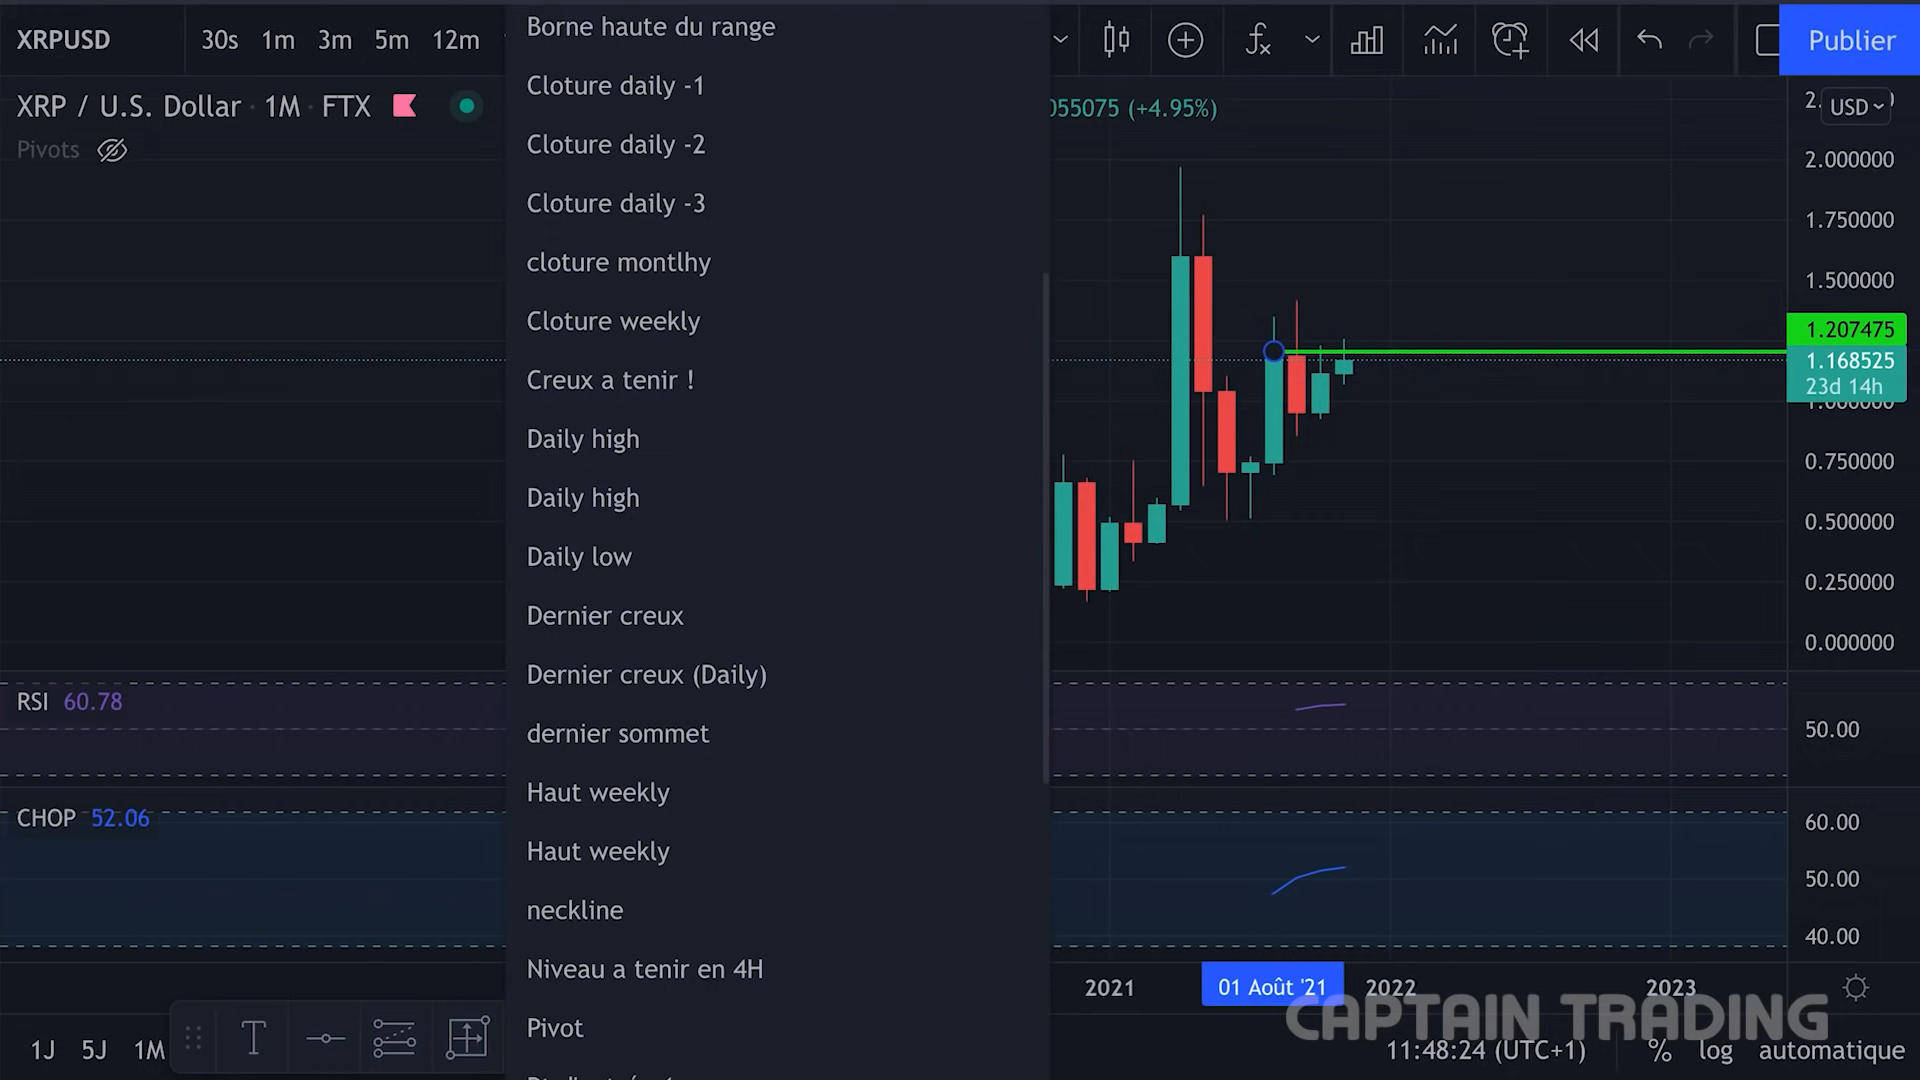 XRPUSD
30s 1m 3m 5m 12m
Publier
XRP / U.S. Dollar · 1M · FTX
055075 (+4.95%)
Pivots
Borne haute du range
Cloture daily -1
Cloture daily -2
Cloture daily -3
cloture montlhy
Cloture weekly
Creux a tenir !
Daily high
Daily high
Daily low
Dernier creux
Dernier creux (Daily)
dernier sommet
Haut weekly
Haut weekly
neckline
Niveau a tenir en 4H
Pivot
USD
2.000000
1.750000
1.500000
1.207475
1.168525
23d 14h
1.000000
0.750000
0.500000
0.250000
0.000000
RSI 60.78
50.00
CHOP 52.06
60.00
50.00
40.00
2021 01 Août '21 2022 2023
CAPTAIN TRADING
1J 5J 1M
11:48:24 (UTC+1) % log automatique